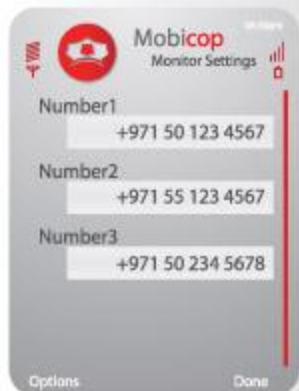 Mobicop
Monitor Settings
Number1
+971 50 123 4567
Number2
+971 55 123 4567
Number3
+971 50 234 5678
Options Done